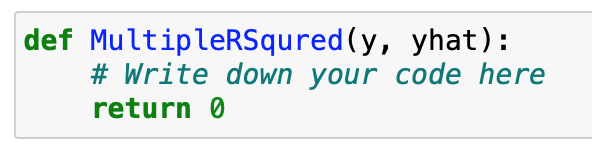 def MultipleRSqured(y, yhat):
    # Write down your code here
    return 0